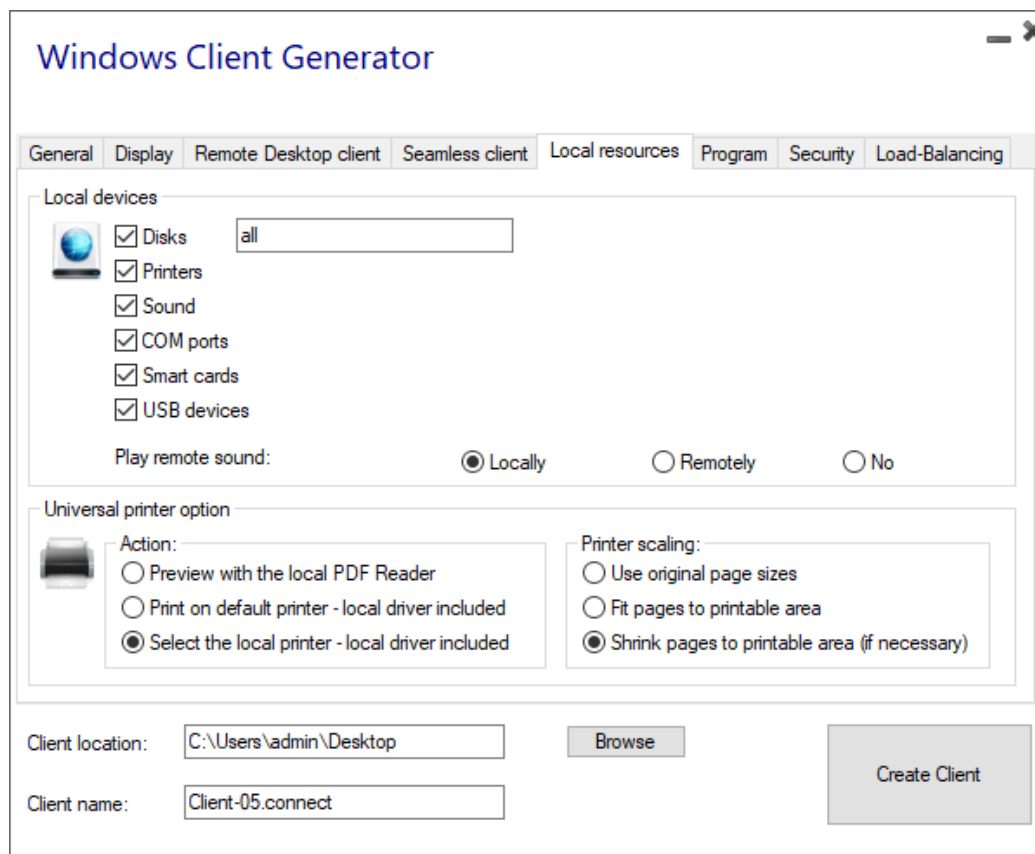 Windows Client Generator
General Display Remote Desktop client Seamless client Local resources Program Security Load-Balancing
Local devices
Disks all
Printers
Sound
COM ports
Smart cards
USB devices
Play remote sound: Locally Remotely No
Universal printer option
Action:
Preview with the local PDF Reader
Print on default printer - local driver included
Select the local printer - local driver included
Printer scaling:
Use original page sizes
Fit pages to printable area
Shrink pages to printable area (if necessary)
Client location: C:\Users\admin\Desktop Browse
Client name: Client-05.connect
Create Client